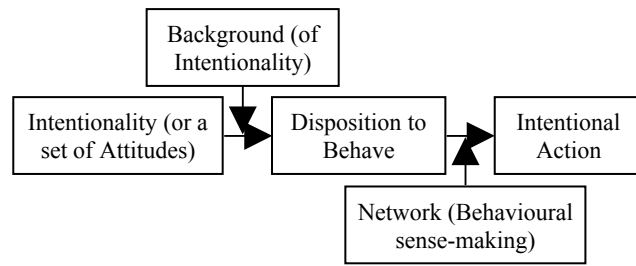 Background (of
Intentionality)
Intentionality (or a
set of Attitudes)
Disposition to
Behave
Intentional
Action
Network (Behavioural
sense-making)